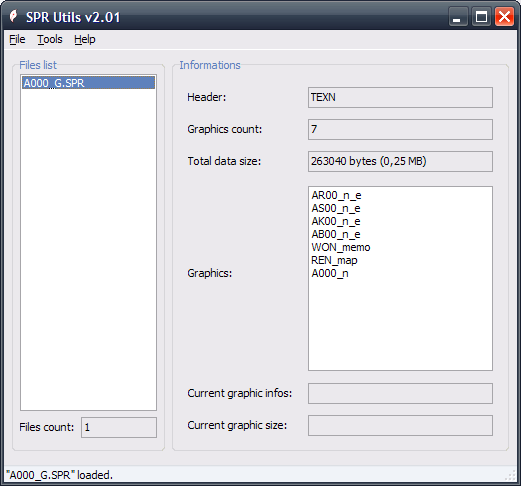 SPR Utils v2.01
File Tools Help
Files list
A000_G.SPR
Files count: 1
Informations
Header: TEXN
Graphics count: 7
Total data size: 263040 bytes (0,25 MB)
Graphics:
AR00_n_e
AS00_n_e
AK00_n_e
AB00_n_e
WON_memo
REN_map
A000_n
Current graphic infos:
Current graphic size:
"A000_G.SPR" loaded.